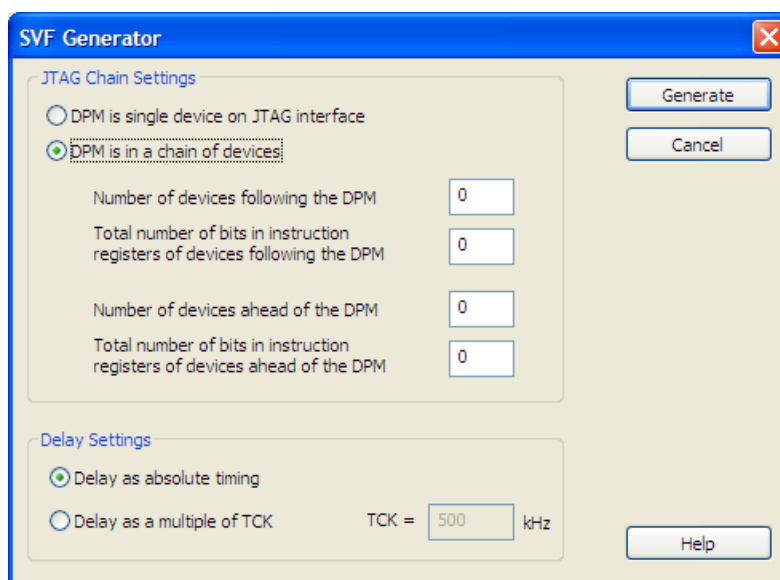 SVF Generator
JTAG Chain Settings
DPM is single device on JTAG interface
DPM is in a chain of devices
Number of devices following the DPM 0
Total number of bits in instruction
registers of devices following the DPM 0
Number of devices ahead of the DPM 0
Total number of bits in instruction
registers of devices ahead of the DPM 0
Delay Settings
Delay as absolute timing
Delay as a multiple of TCK TCK = 500 kHz
Generate
Cancel
Help